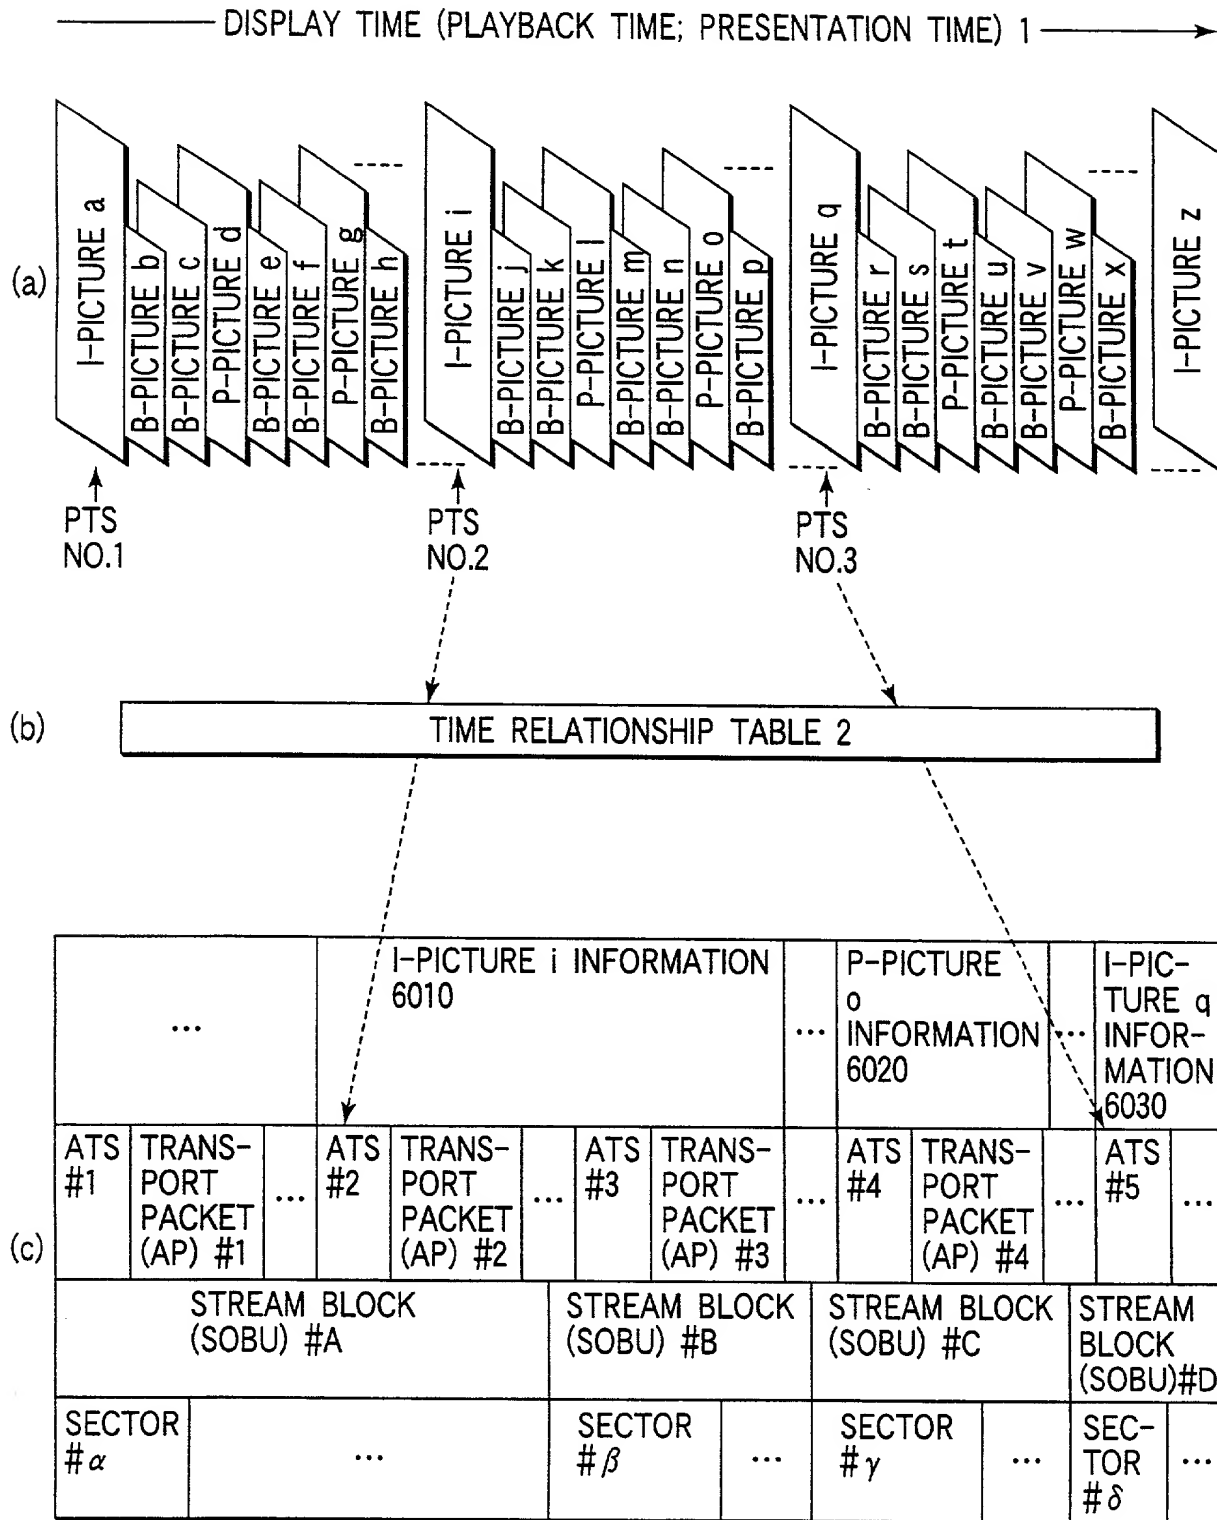 DISPLAY TIME (PLAYBACK TIME; PRESENTATION TIME) 1
(a)
I-PICTURE a
B-PICTURE b
B-PICTURE c
P-PICTURE d
B-PICTURE e
B-PICTURE f
P-PICTURE g
B-PICTURE h
I-PICTURE i
B-PICTURE j
B-PICTURE k
P-PICTURE l
B-PICTURE m
B-PICTURE n
P-PICTURE o
B-PICTURE p
I-PICTURE q
B-PICTURE r
B-PICTURE s
P-PICTURE t
B-PICTURE u
B-PICTURE v
P-PICTURE w
B-PICTURE x
I-PICTURE z
PTS
NO.1
PTS
NO.2
PTS
NO.3
(b)
TIME RELATIONSHIP TABLE 2
(c)
...
I-PICTURE i INFORMATION
6010
...
P-PICTURE
o
INFORMATION
6020
...
I-PIC-
TURE q
INFOR-
MATION
6030
ATS
#1
TRANS-
PORT
PACKET
(AP) #1
...
ATS
#2
TRANS-
PORT
PACKET
(AP) #2
...
ATS
#3
TRANS-
PORT
PACKET
(AP) #3
...
ATS
#4
TRANS-
PORT
PACKET
(AP) #4
...
ATS
#5
...
STREAM BLOCK
(SOBU) #A
STREAM BLOCK
(SOBU) #B
STREAM BLOCK
(SOBU) #C
STREAM
BLOCK
(SOBU)#D
SECTOR
#α
...
SECTOR
#β
...
SECTOR
#γ
...
SEC-
TOR
#δ
...